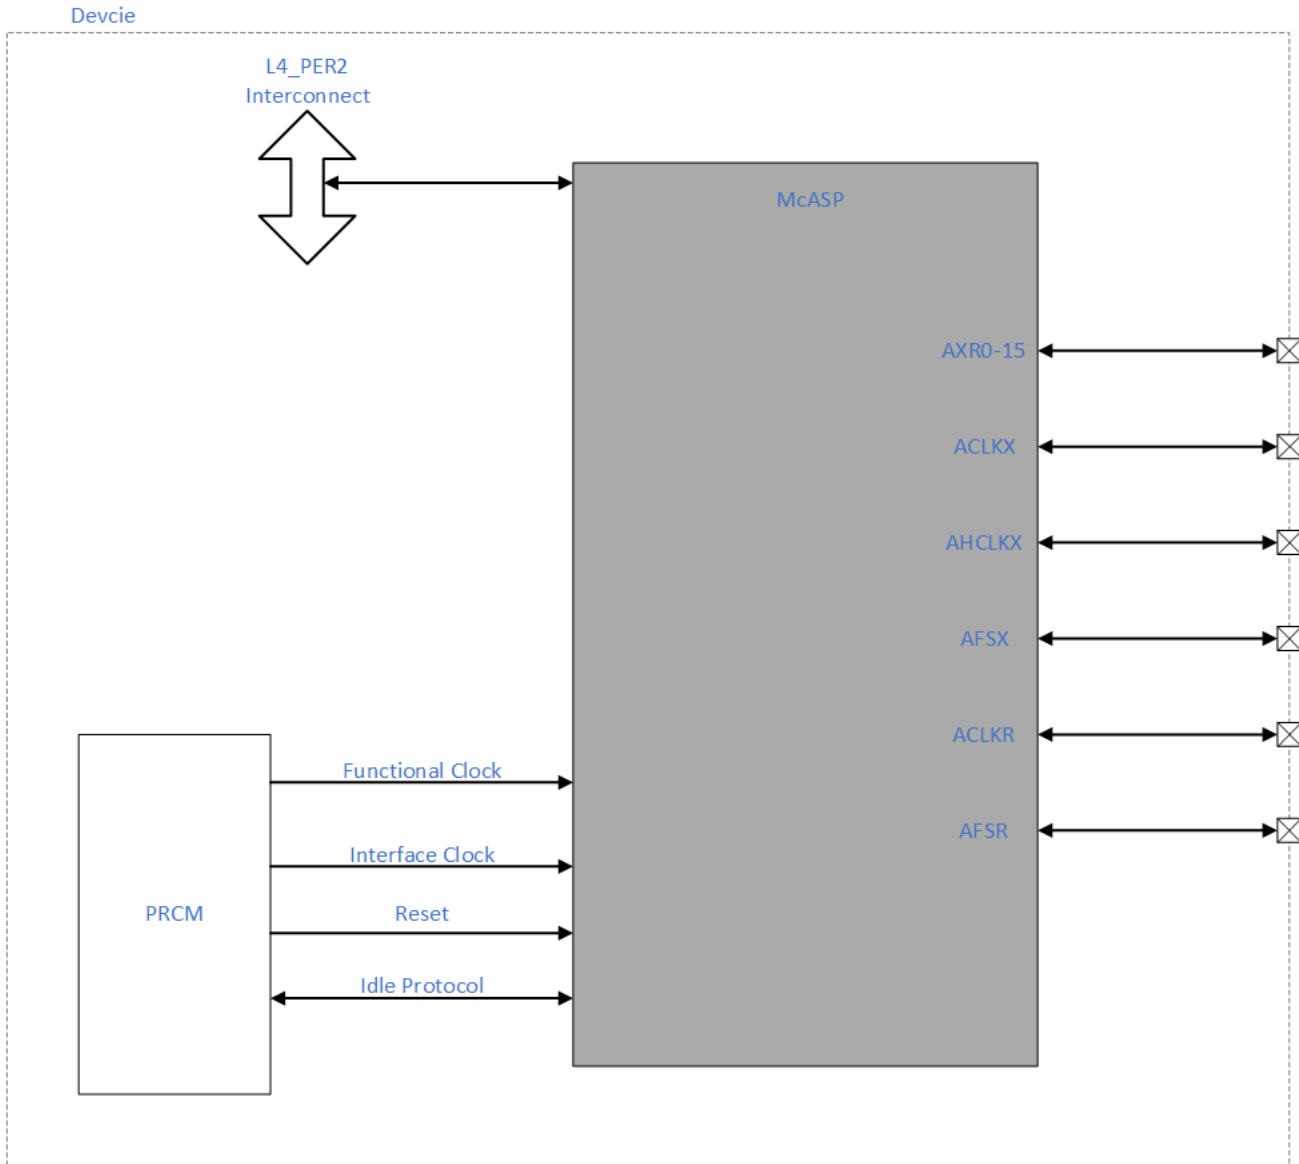 Devcie
L4_PER2
Interconnect
McASP
AXR0-15
ACLKX
AHCLKX
AFSX
ACLKR
AFSR
Functional Clock
Interface Clock
PRCM
Reset
Idle Protocol